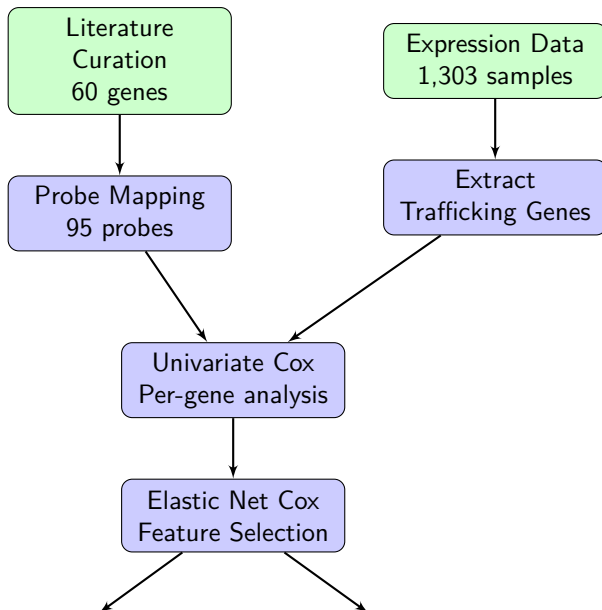 Literature
Curation
60 genes
Expression Data
1,303 samples
Probe Mapping
95 probes
Extract
Trafficking Genes
Univariate Cox
Per-gene analysis
Elastic Net Cox
Feature Selection